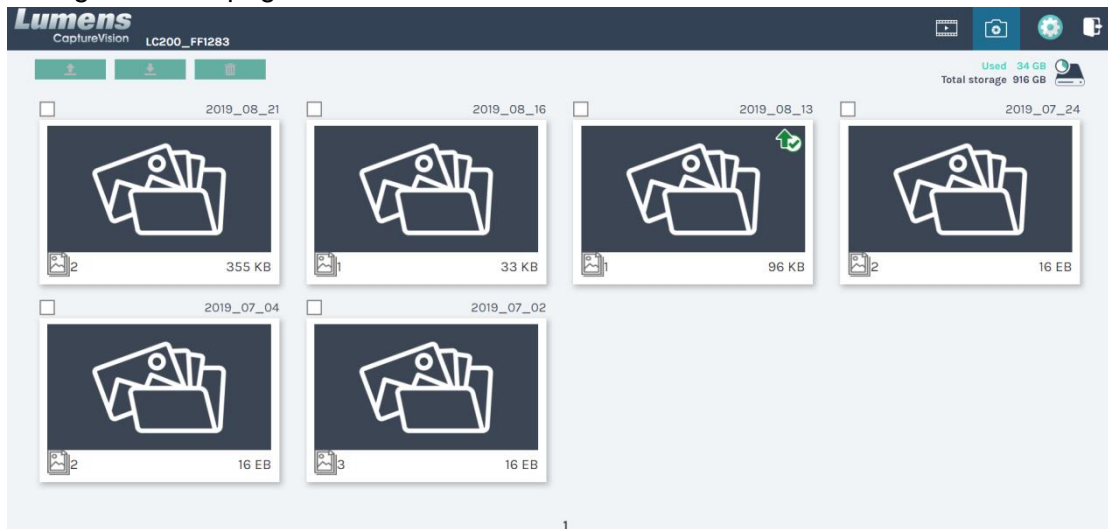 Lumens
CaptureVision LC200_FF1283
Used 34 GB
Total storage 916 GB
2019_08_21 2019_08_16 2019_08_13 2019_07_24
2 355 KB 1 33 KB 1 96 KB 2 16 EB
2019_07_04 2019_07_02
2 16 EB 3 16 EB
1